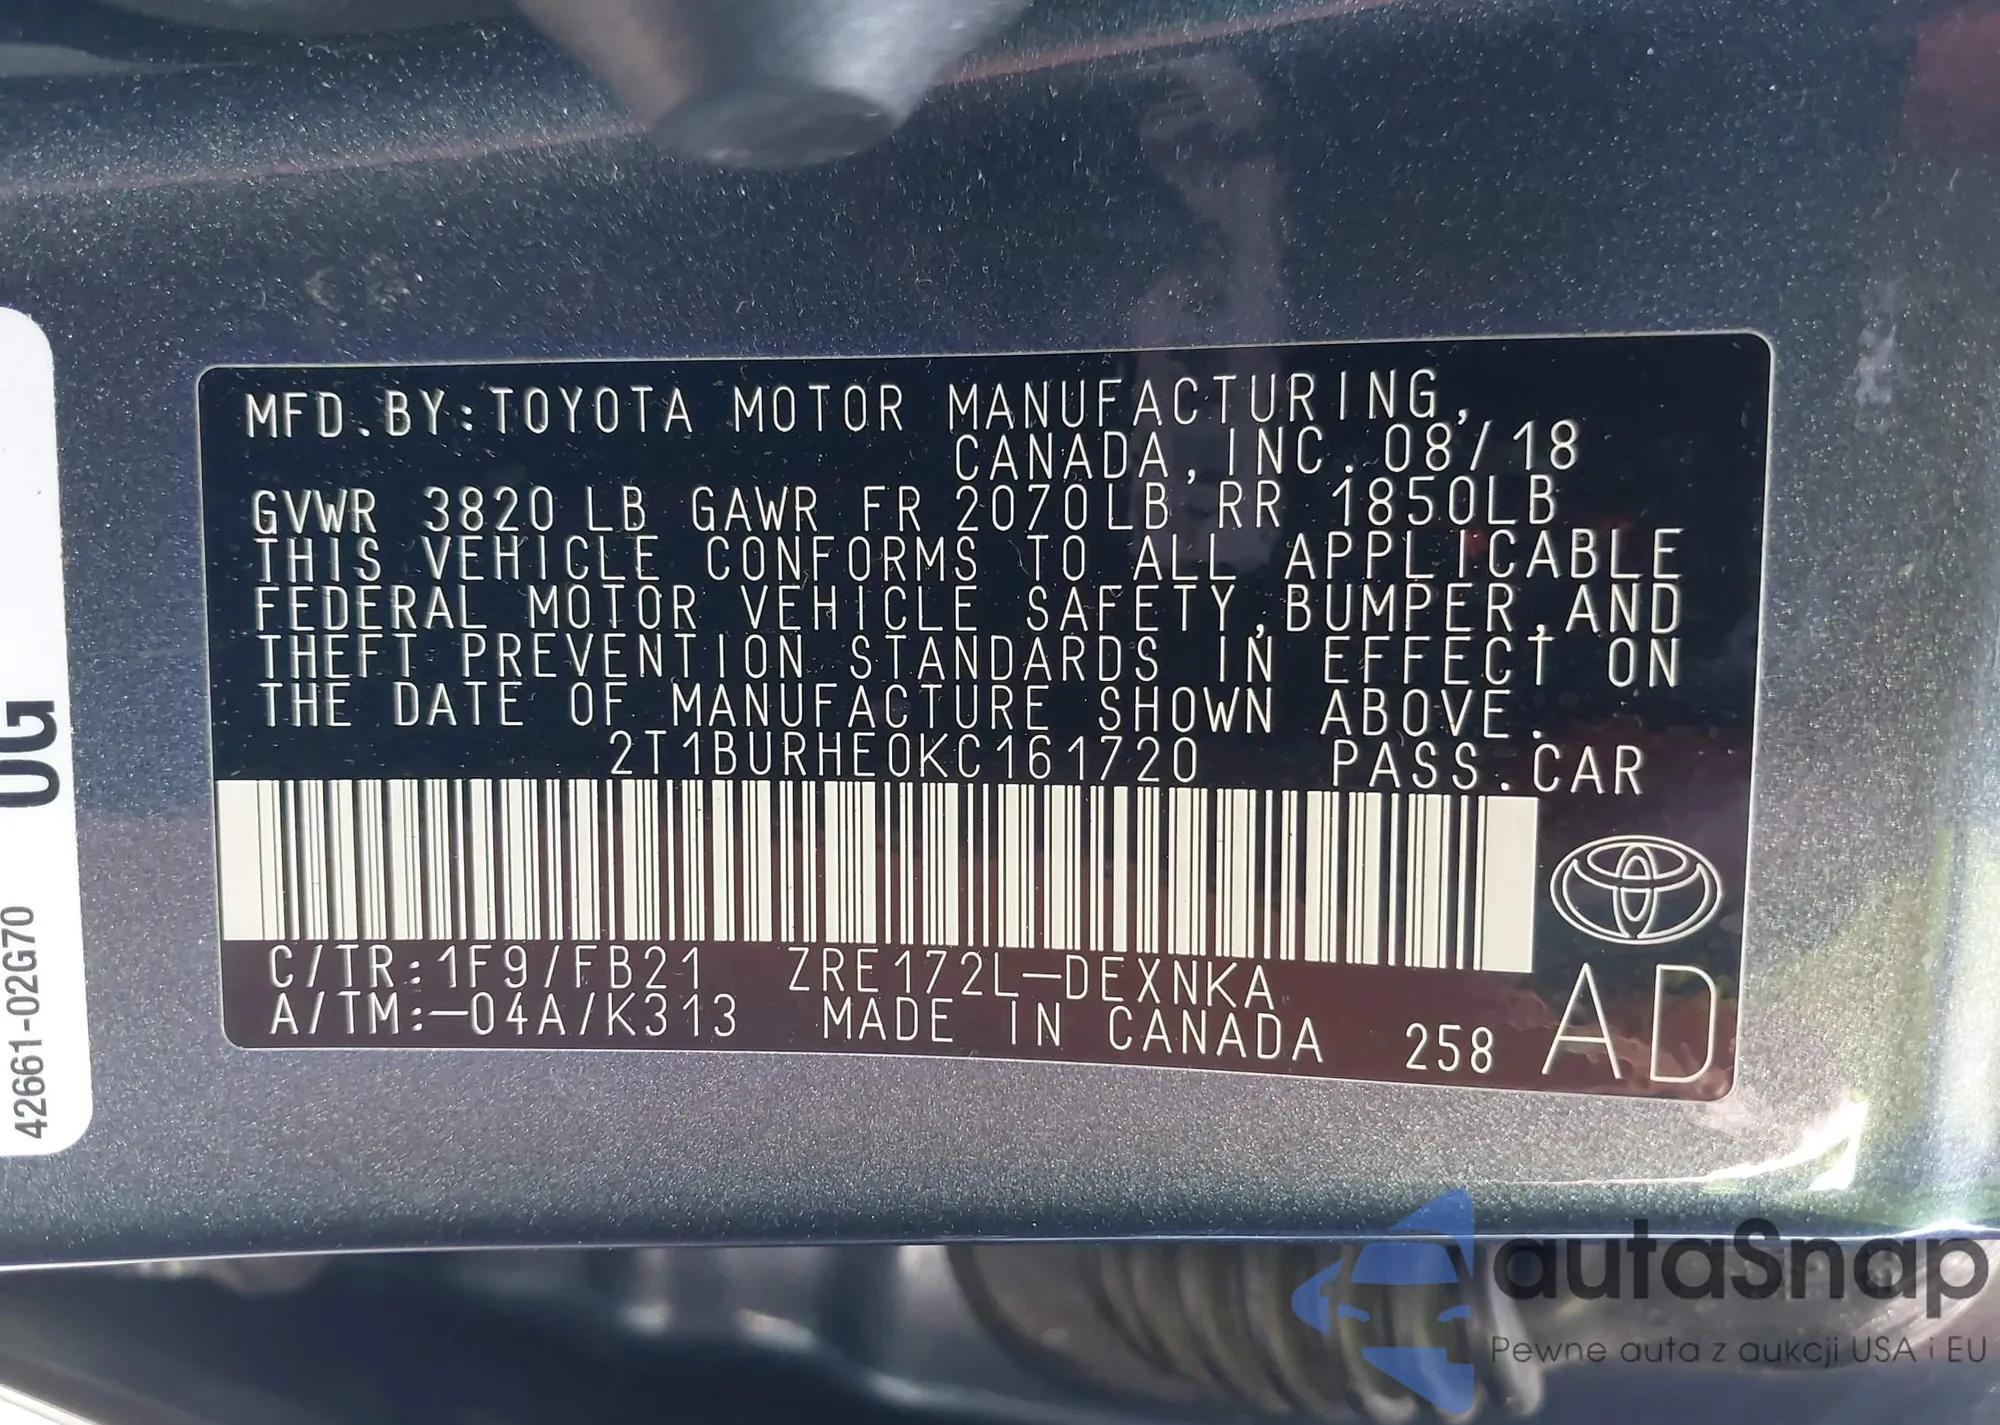 MFD.BY:TOYOTA MOTOR MANUFACTURING,
CANADA,INC. 08/18
GVWR 3820 LB GAWR FR 2070LB RR 1850LB
THIS VEHICLE CONFORMS TO ALL APPLICABLE
FEDERAL MOTOR VEHICLE SAFETY,BUMPER,AND
THEFT PREVENTION STANDARDS IN EFFECT ON
THE DATE OF MANUFACTURE SHOWN ABOVE.
2T1BURHE0KC161720 PASS.CAR
C/TR:1F9/FB21 ZRE172L-DEXNKA
A/TM:-04A/K313 MADE IN CANADA 258 AD
0G
42661-02G70
autaSnap
Pewne auta z aukcji USA i EU